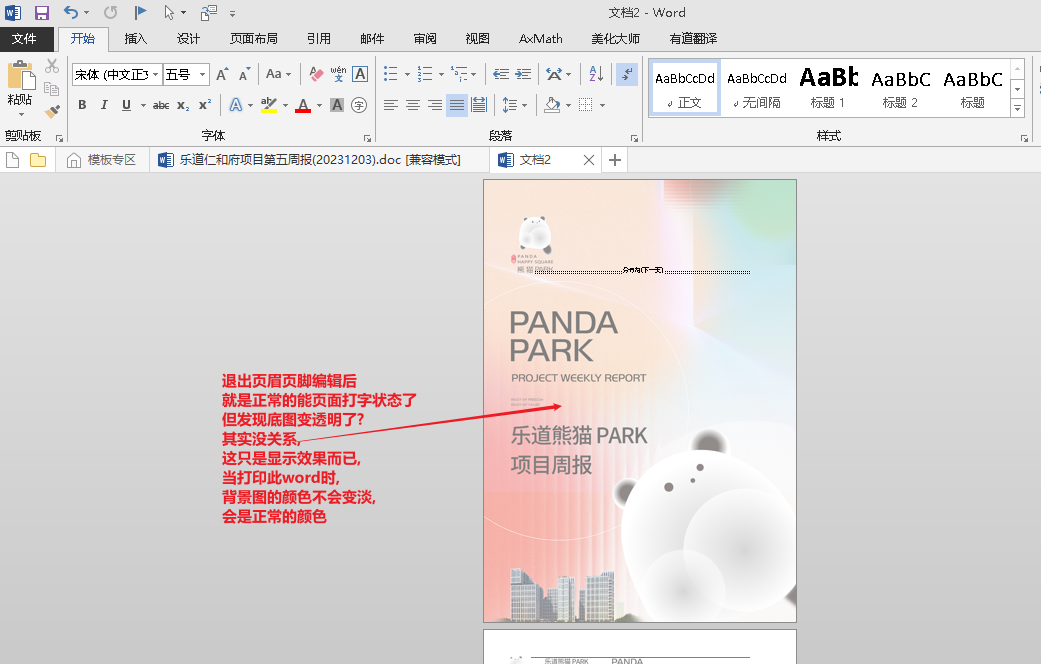 文档2 - Word
文件 开始 插入 设计 页面布局 引用 邮件 审阅 视图 AxMath 美化大师 有道翻译
粘贴 宋体 (中文正文 五号 A A Aa wén 文 A
B I U abc x₂ x² A ab A A 字
AaBbCcDd AaBbCcDd AaBb AaBbC AaBbC
正文 无间隔 标题 1 标题 2 标题
剪贴板 字体 段落 样式
模板专区 乐道仁和府项目第五周报(20231203).doc [兼容模式] 文档2
PANDA
HAPPY SQUARE
熊猫 PARK
分节符(下一页)
PANDA
PARK
PROJECT WEEKLY REPORT
乐道熊猫 PARK
项目周报
退出页眉页脚编辑后
就是正常的能页面打字状态了
但发现底图变透明了?
其实没关系,
这只是显示效果而已,
当打印此word时,
背景图的颜色不会变淡,
会是正常的颜色
乐道熊猫 PARK PANDA